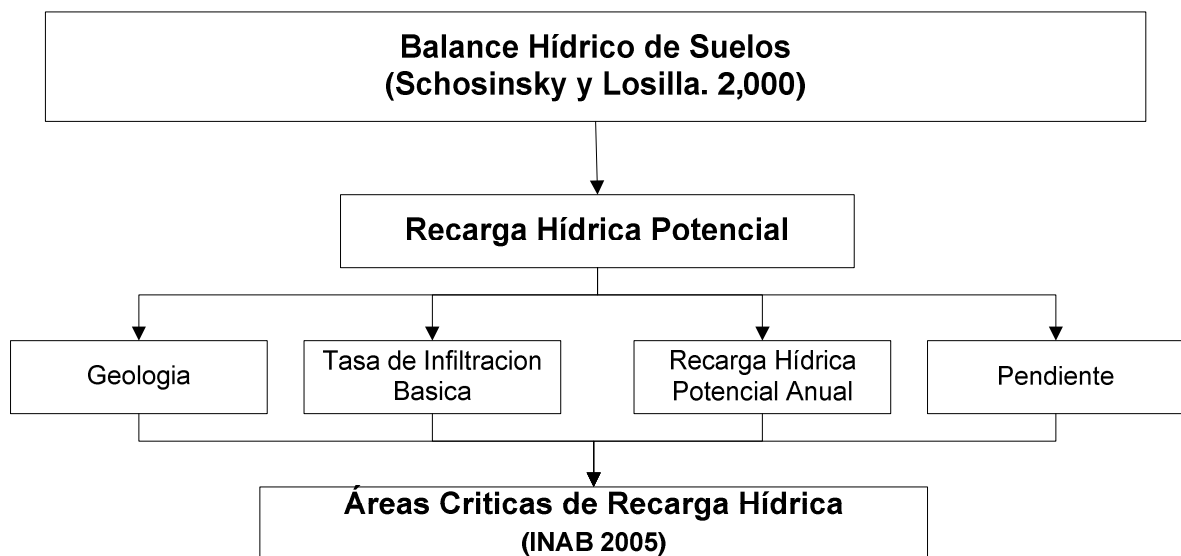 Balance Hídrico de Suelos
(Schosinsky y Losilla. 2,000)
Recarga Hídrica Potencial
Geologia
Tasa de Infiltracion
Basica
Recarga Hídrica
Potencial Anual
Pendiente
Áreas Criticas de Recarga Hídrica
(INAB 2005)